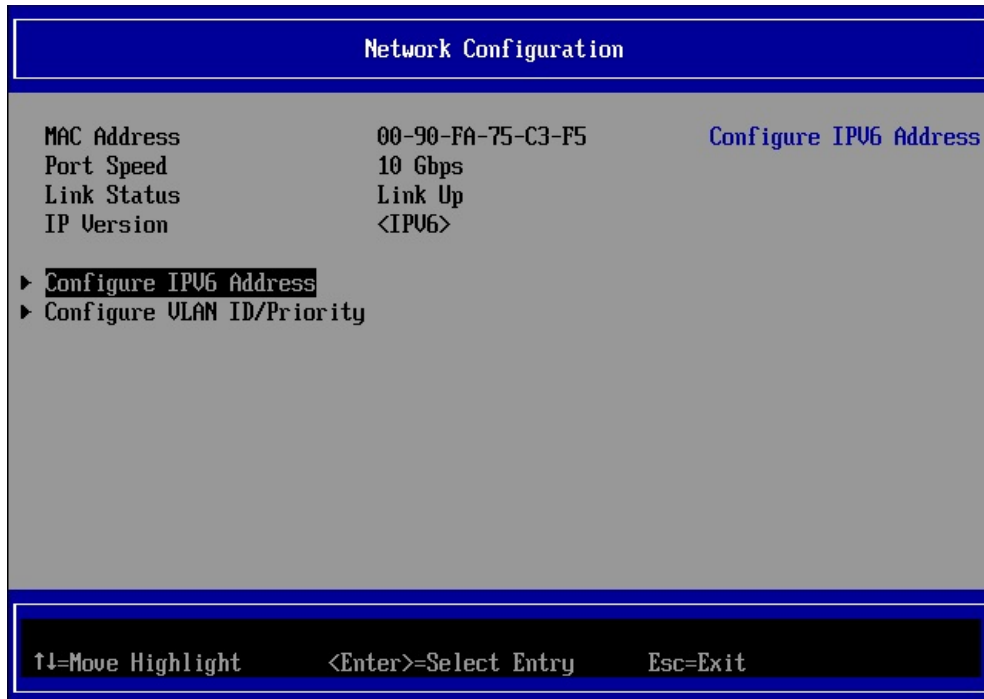 Network Configuration
MAC Address 00-90-FA-75-C3-F5 Configure IPV6 Address
Port Speed 10 Gbps
Link Status Link Up
IP Version <IPV6>
Configure IPV6 Address
Configure VLAN ID/Priority
↑↓=Move Highlight <Enter>=Select Entry Esc=Exit